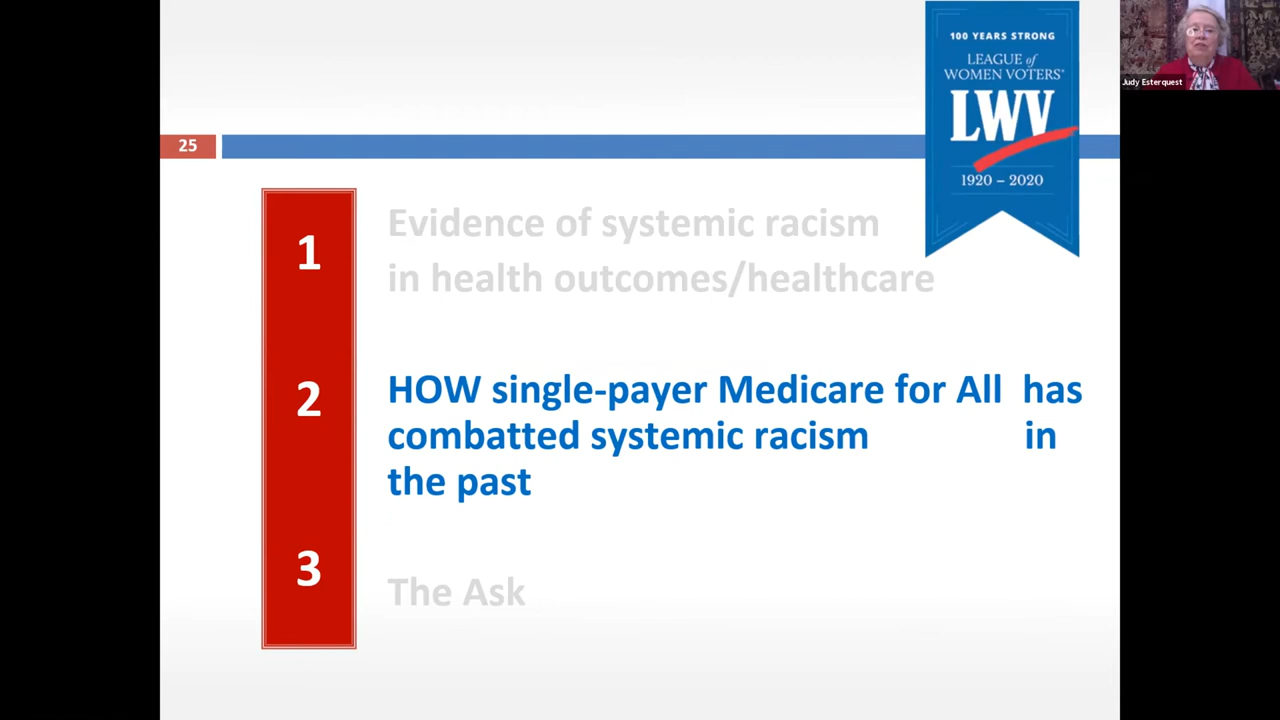 100 YEARS STRONG
LEAGUE of
WOMEN VOTERS®
LWV
1920 – 2020
Judy Esterquest
25
1
Evidence of systemic racism
in health outcomes/healthcare
2
HOW single-payer Medicare for All has
combatted systemic racism in
the past
3
The Ask